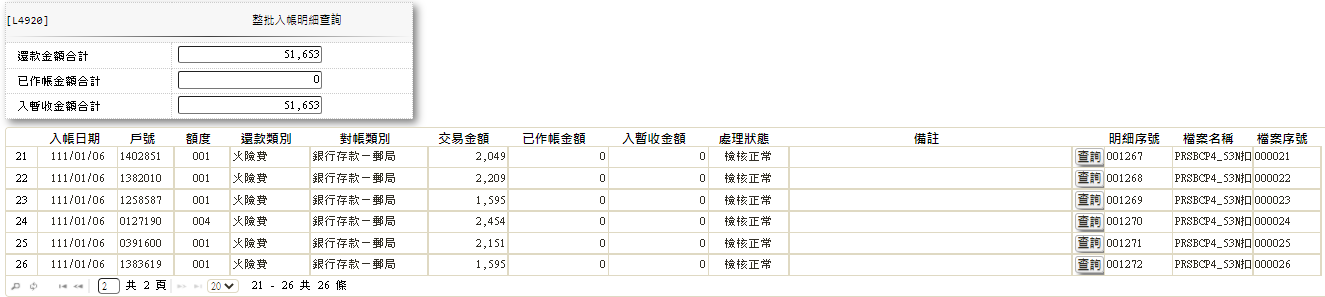 [L4920] 整批入帳明細查詢
還款金額合計 51,653
已作帳金額合計 0
入暫收金額合計 51,653
入帳日期 戶號 額度 還款類別 對帳類別 交易金額 已作帳金額 入暫收金額 處理狀態 備註 明細序號 檔案名稱 檔案序號
21 111/01/06 1402851 001 火險費 銀行存款－郵局 2,049 0 0 檢核正常 查詢 001267 PRSBCP4_53N扣 000021
22 111/01/06 1382010 001 火險費 銀行存款－郵局 2,209 0 0 檢核正常 查詢 001268 PRSBCP4_53N扣 000022
23 111/01/06 1258587 001 火險費 銀行存款－郵局 1,595 0 0 檢核正常 查詢 001269 PRSBCP4_53N扣 000023
24 111/01/06 0127190 004 火險費 銀行存款－郵局 2,454 0 0 檢核正常 查詢 001270 PRSBCP4_53N扣 000024
25 111/01/06 0391600 001 火險費 銀行存款－郵局 2,151 0 0 檢核正常 查詢 001271 PRSBCP4_53N扣 000025
26 111/01/06 1383619 001 火險費 銀行存款－郵局 1,595 0 0 檢核正常 查詢 001272 PRSBCP4_53N扣 000026
2 共 2 頁 20 21 - 26 共 26 條